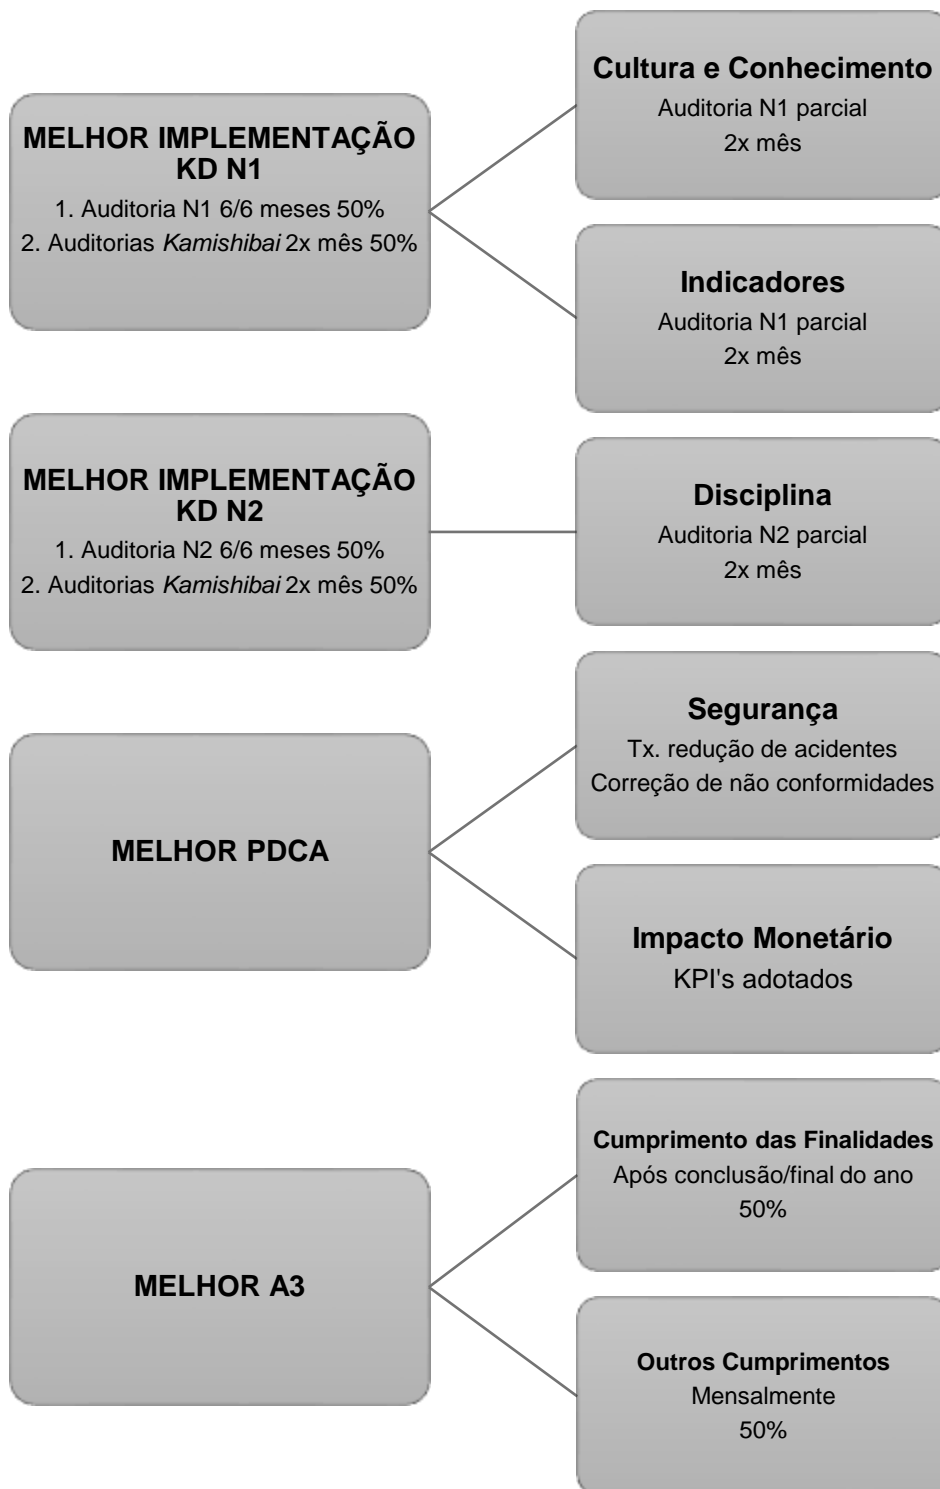 MELHOR IMPLEMENTAÇÃO
KD N1
1. Auditoria N1 6/6 meses 50%
2. Auditorias Kamishibai 2x mês 50%
Cultura e Conhecimento
Auditoria N1 parcial
2x mês
Indicadores
Auditoria N1 parcial
2x mês
MELHOR IMPLEMENTAÇÃO
KD N2
1. Auditoria N2 6/6 meses 50%
2. Auditorias Kamishibai 2x mês 50%
Disciplina
Auditoria N2 parcial
2x mês
MELHOR PDCA
Segurança
Tx. redução de acidentes
Correção de não conformidades
Impacto Monetário
KPI's adotados
MELHOR A3
Cumprimento das Finalidades
Após conclusão/final do ano
50%
Outros Cumprimentos
Mensalmente
50%